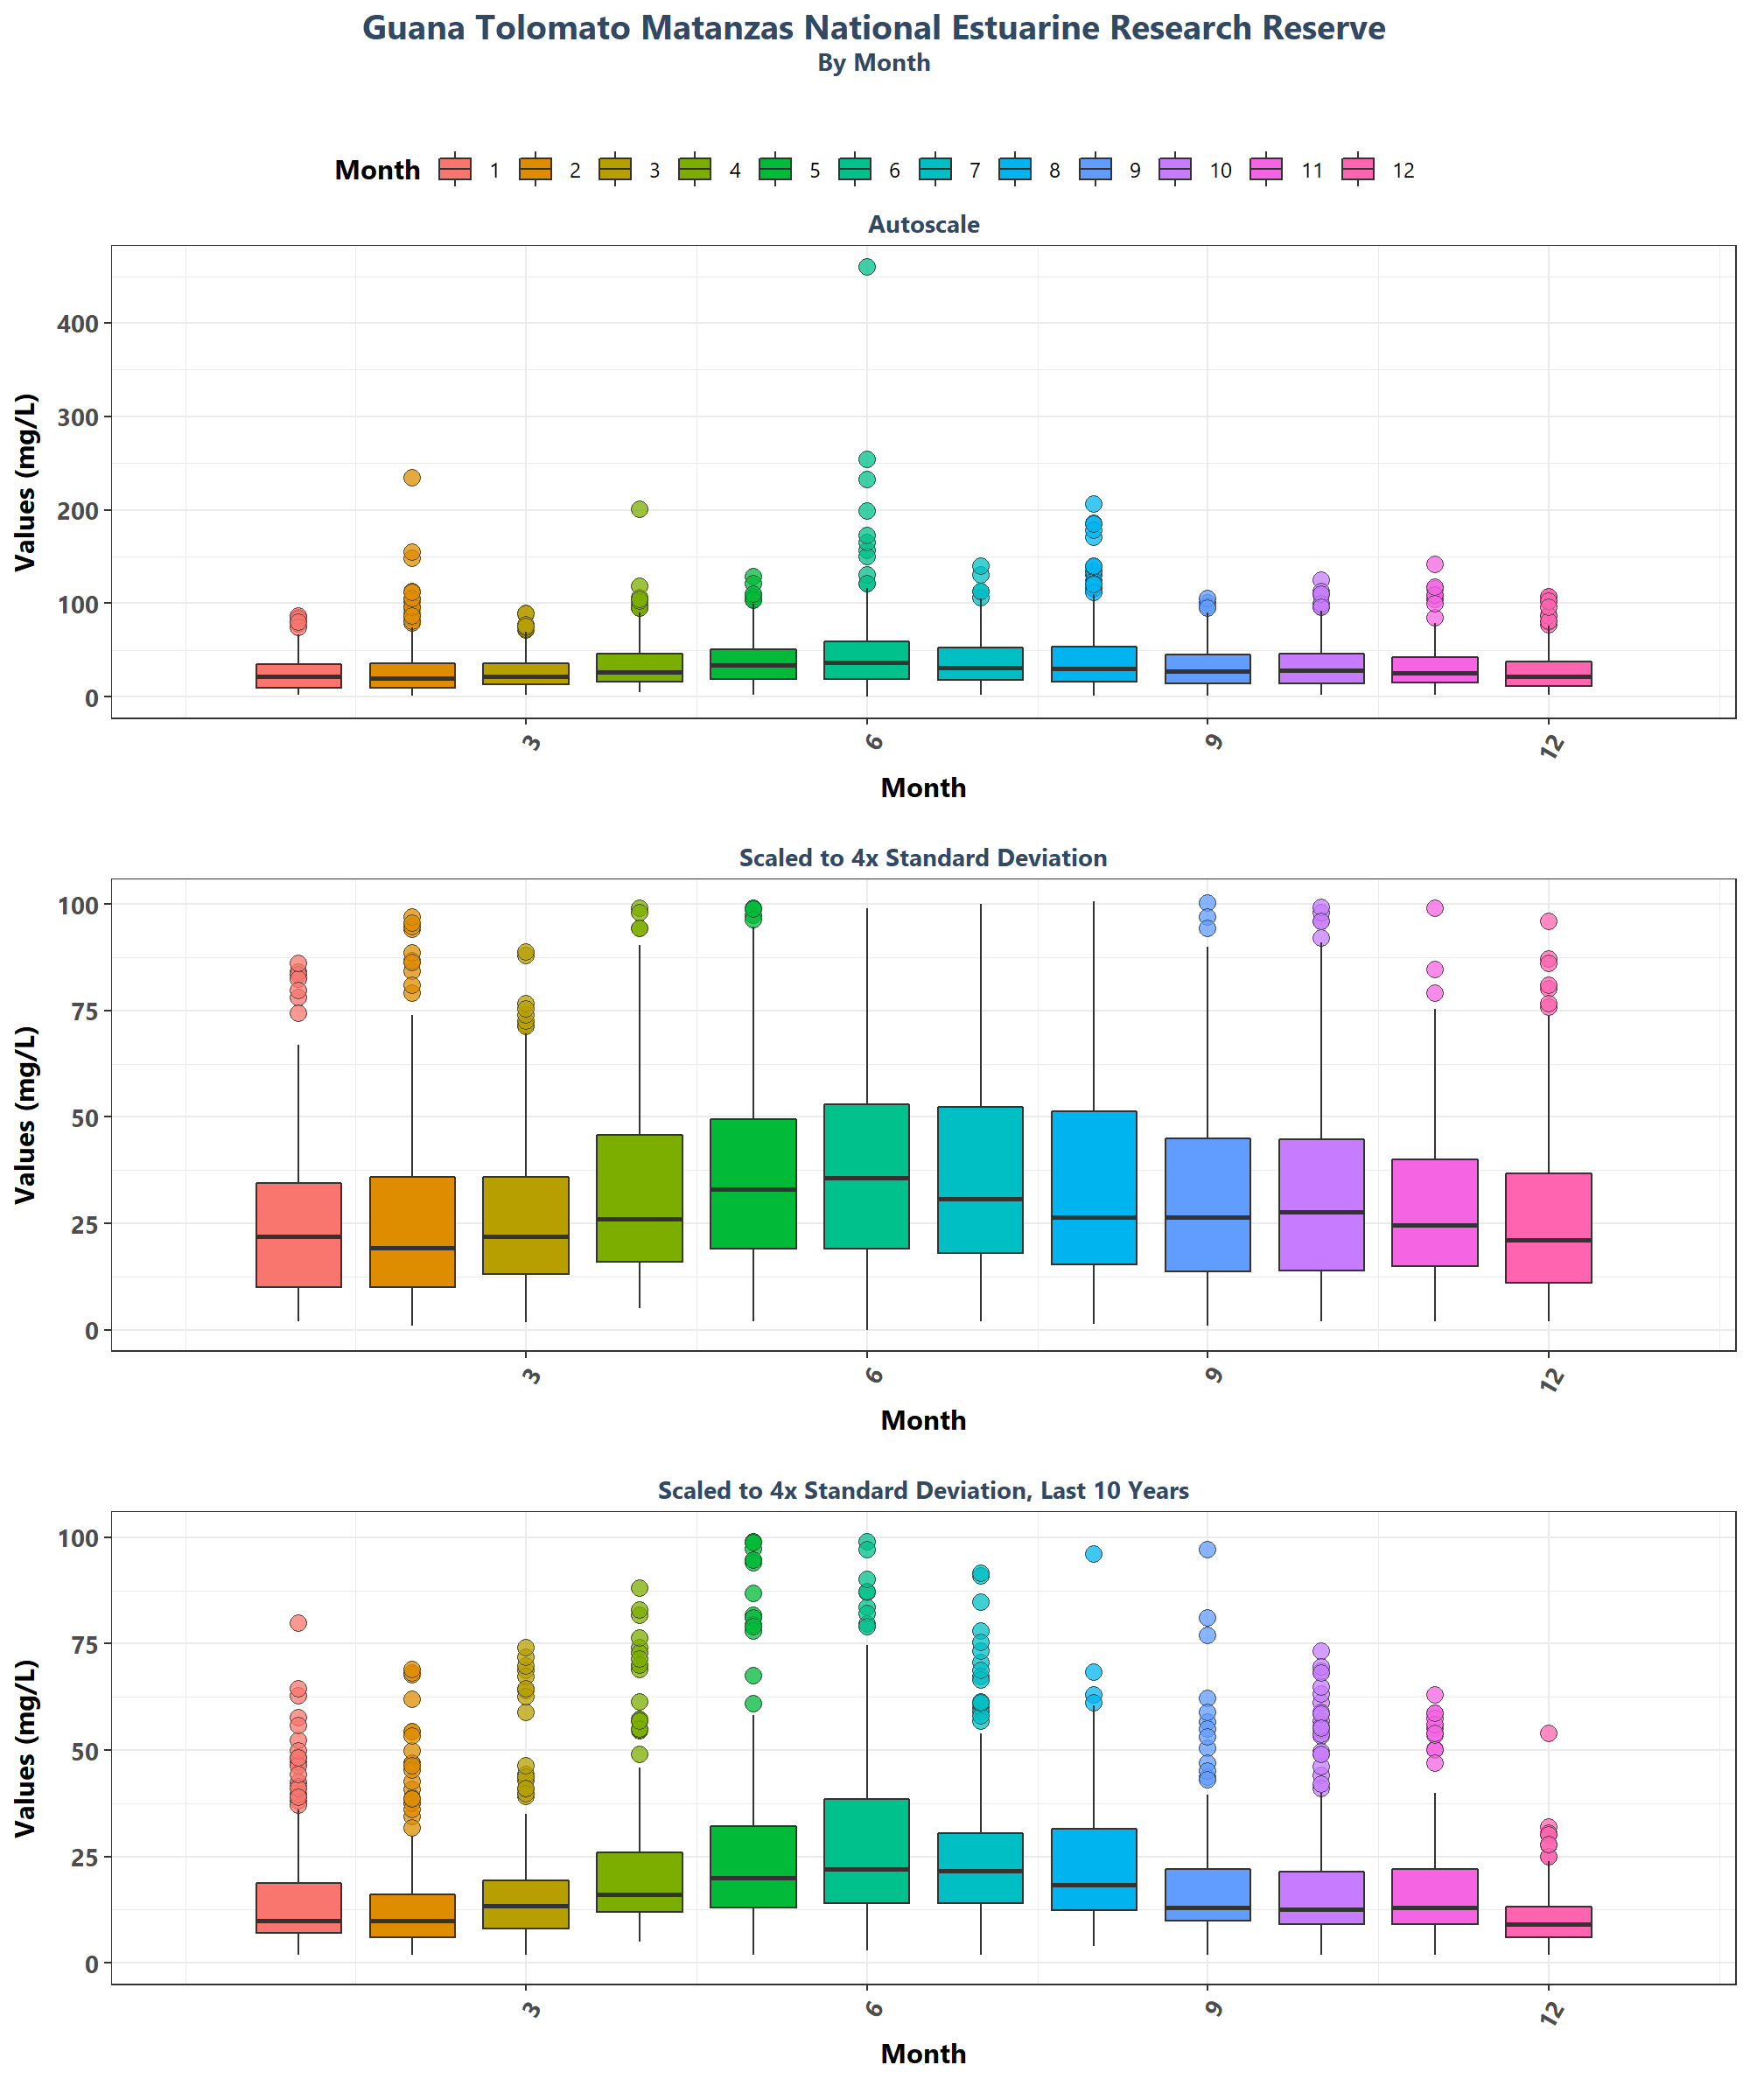 Guana Tolomato Matanzas National Estuarine Research Reserve
By Month
Month 1 2 3 4 5 6 7 8 9 10 11 12
Autoscale
Values (mg/L)
400
300
200
100
0
3 6 9 12
Month
Scaled to 4x Standard Deviation
Values (mg/L)
100
75
50
25
0
3 6 9 12
Month
Scaled to 4x Standard Deviation, Last 10 Years
Values (mg/L)
100
75
50
25
0
3 6 9 12
Month